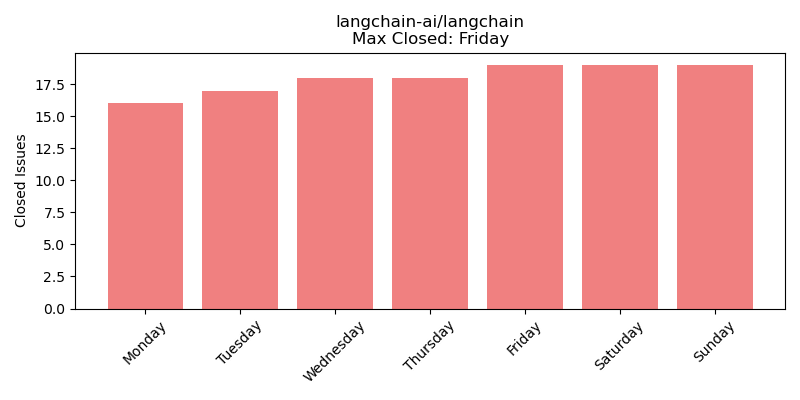 langchain-ai/langchain
Max Closed: Friday
Closed Issues
17.5
15.0
12.5
10.0
7.5
5.0
2.5
0.0
Monday
Tuesday
Wednesday
Thursday
Friday
Saturday
Sunday